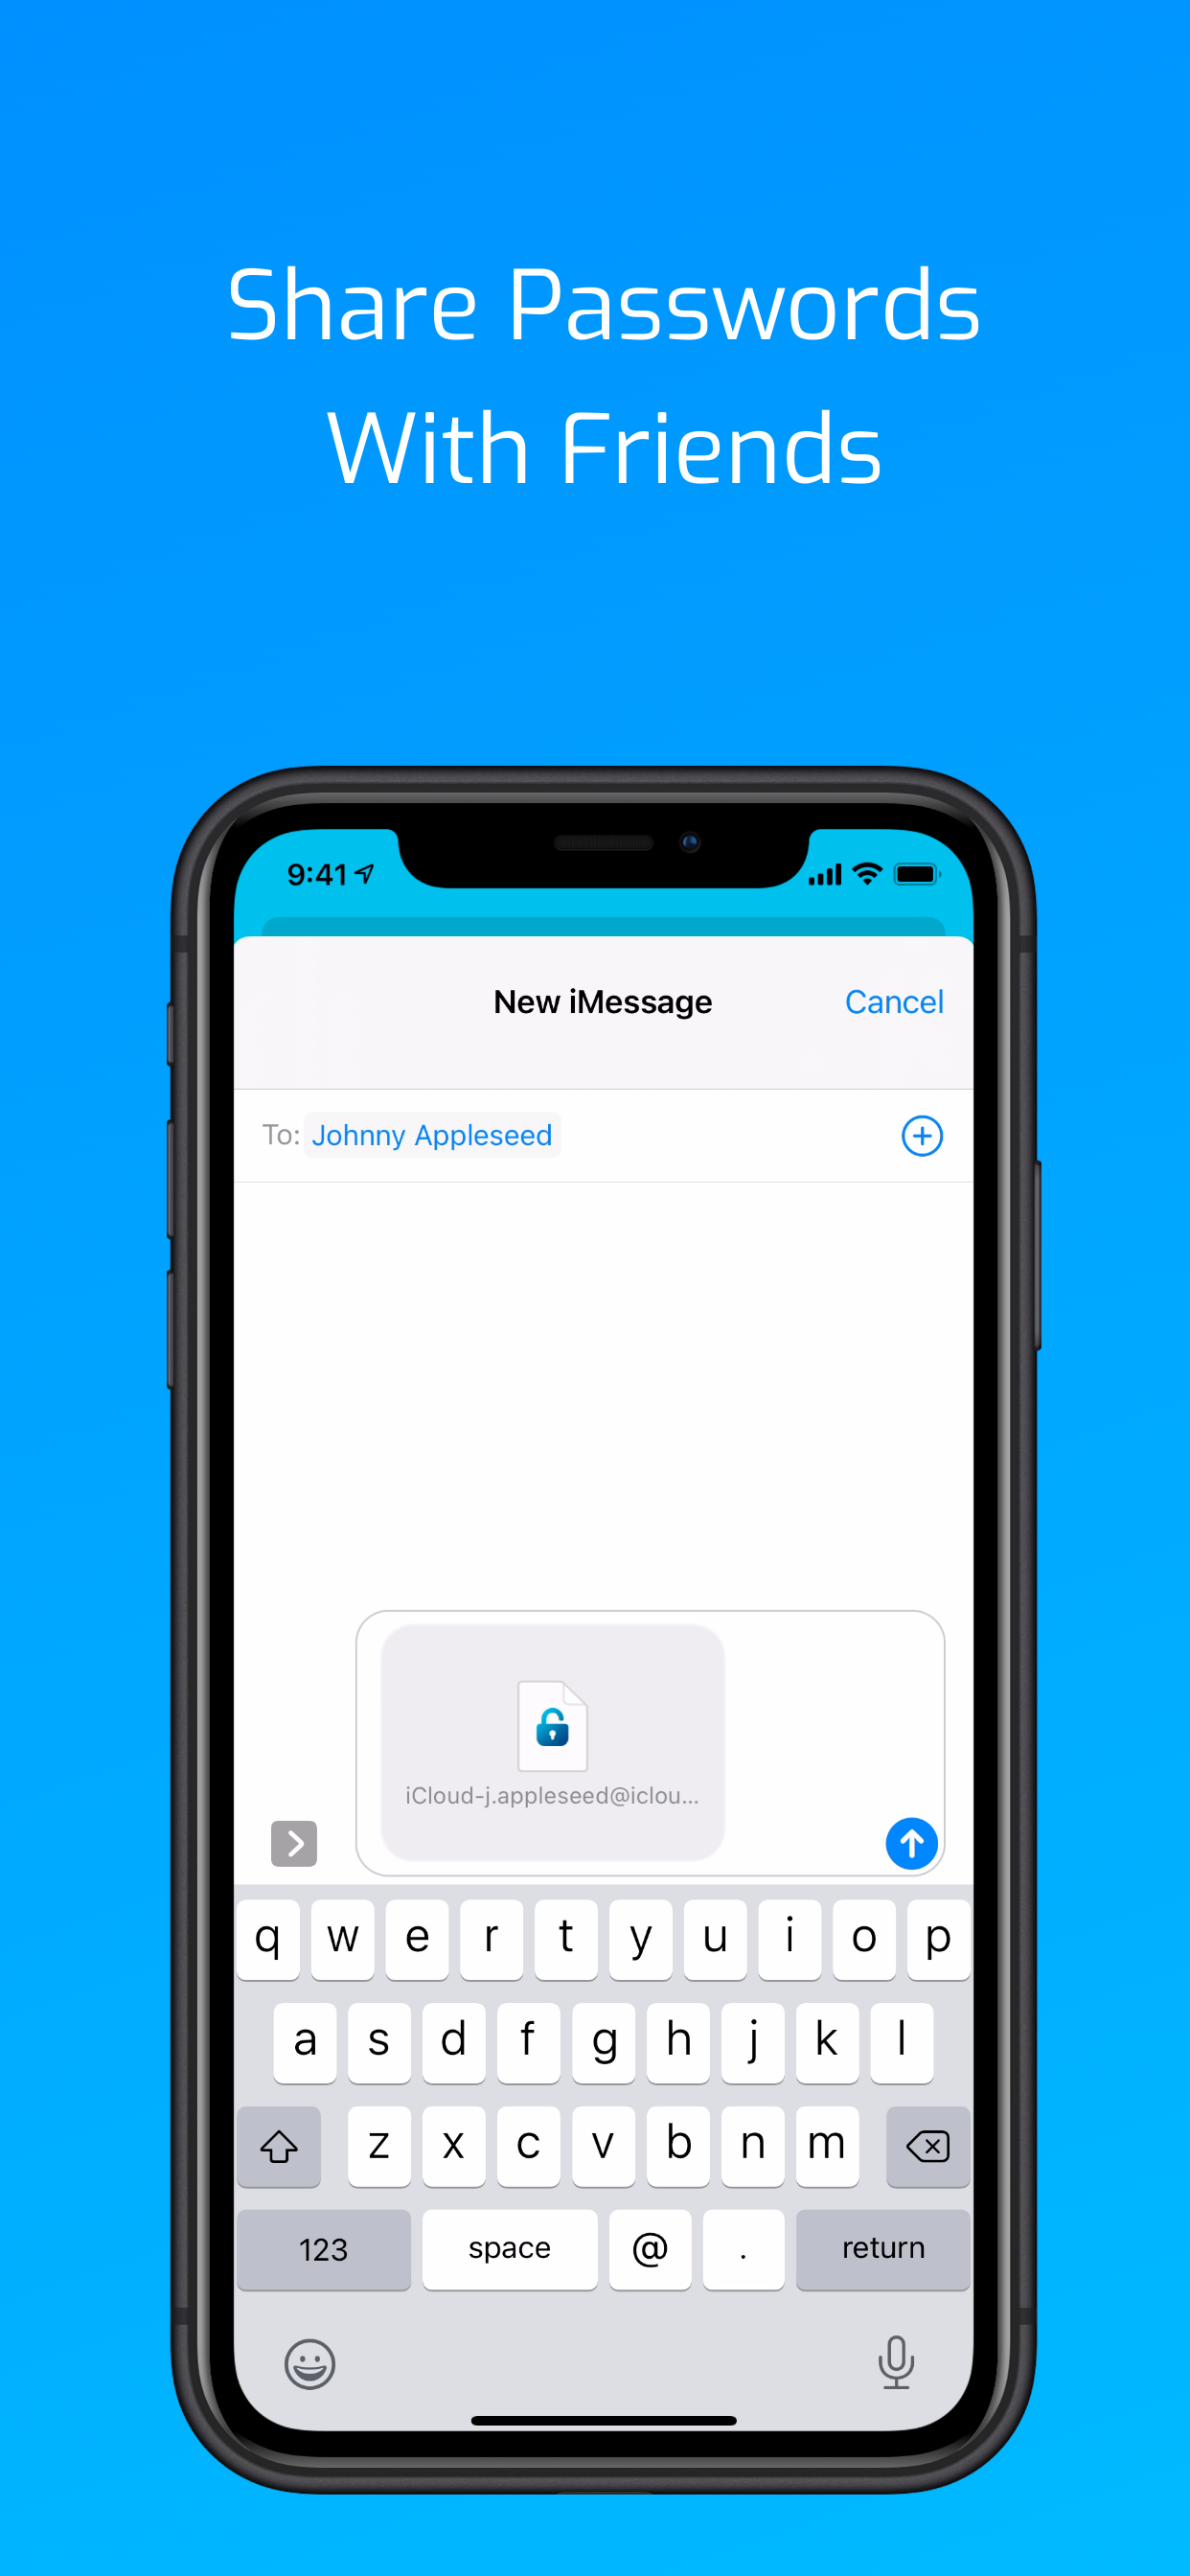 Share Passwords
With Friends
9:41
New iMessage
Cancel
To: Johnny Appleseed
iCloud-j.appleseed@iclou...
q w e r t y u i o p
a s d f g h j k l
z x c v b n m
123 space @ . return